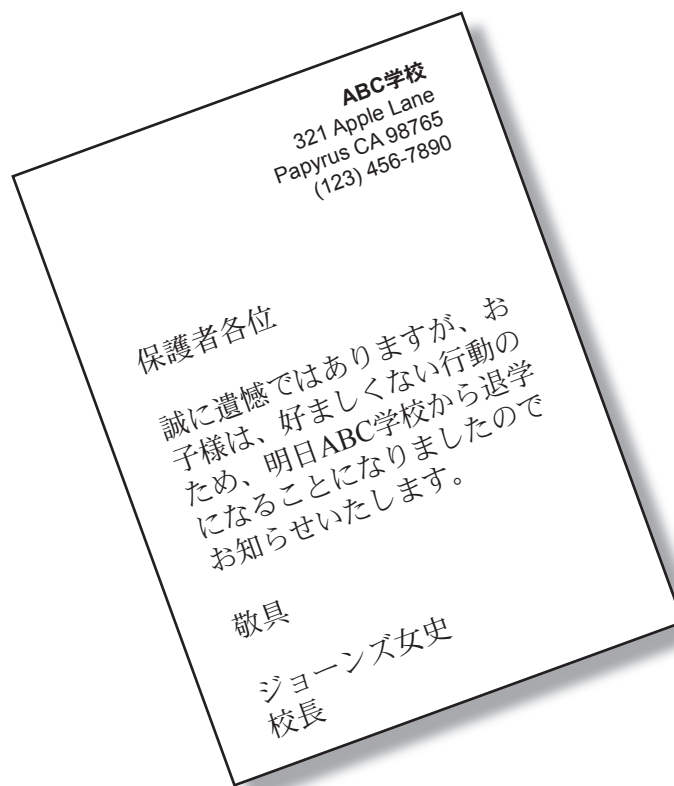 ABC学校
321 Apple Lane
Papyrus CA 98765
(123) 456-7890
保護者各位
誠に遺憾ではありますが、お
子様は、好ましくない行動の
ため、明日ABC学校から退学
になることになりましたので
お知らせいたします。
敬具
ジョーンズ女史
校長